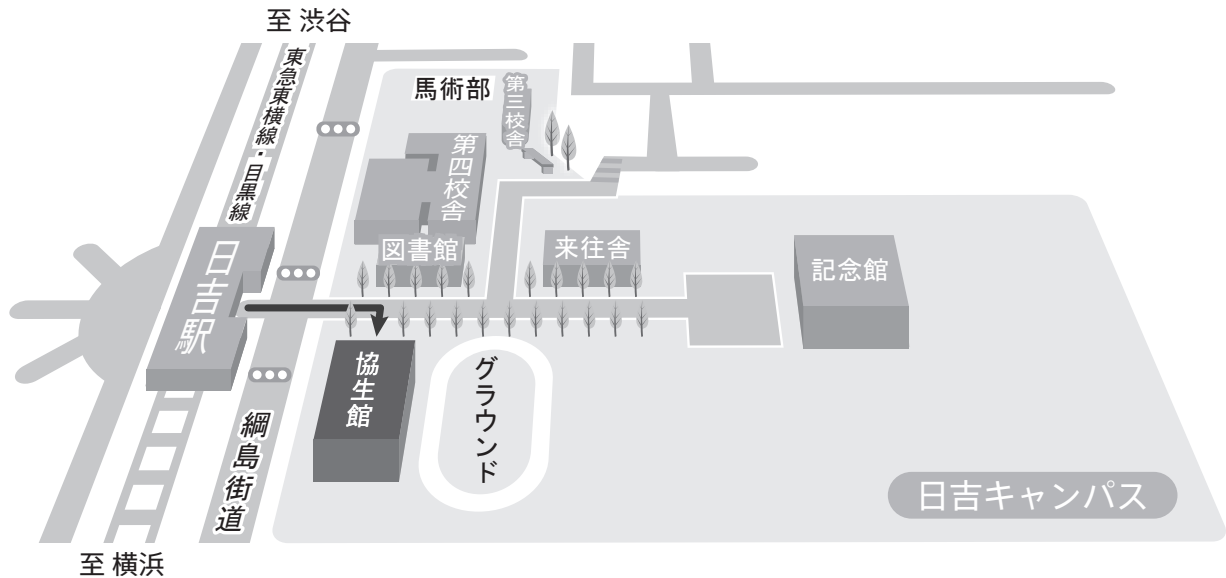 至 渋谷
東急東横線・目黒線
馬術部
第三校舎
第四校舎
図書館
来往舎
記念館
日吉駅
協生館
グラウンド
綱島街道
日吉キャンパス
至 横浜